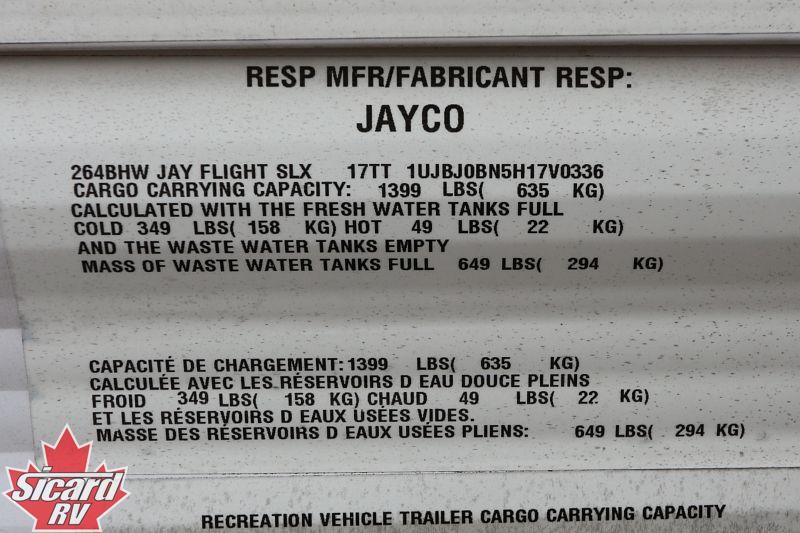 RESP MFR/FABRICANT RESP:
JAYCO
264BHW JAY FLIGHT SLX 17TT 1UJBJ0BN5H17V0336
CARGO CARRYING CAPACITY: 1399 LBS( 635 KG)
CALCULATED WITH THE FRESH WATER TANKS FULL
COLD 349 LBS( 158 KG) HOT 49 LBS( 22 KG)
AND THE WASTE WATER TANKS EMPTY
MASS OF WASTE WATER TANKS FULL 649 LBS( 294 KG)
CAPACITÉ DE CHARGEMENT: 1399 LBS( 635 KG)
CALCULÉE AVEC LES RÉSERVOIRS D EAU DOUCE PLEINS
FROID 349 LBS( 158 KG) CHAUD 49 LBS( 22 KG)
ET LES RÉSERVOIRS D EAUX USÉES VIDES.
MASSE DES RÉSERVOIRS D EAUX USÉES PLIENS: 649 LBS( 294 KG)
Sicard
RV
RECREATION VEHICLE TRAILER CARGO CARRYING CAPACITY